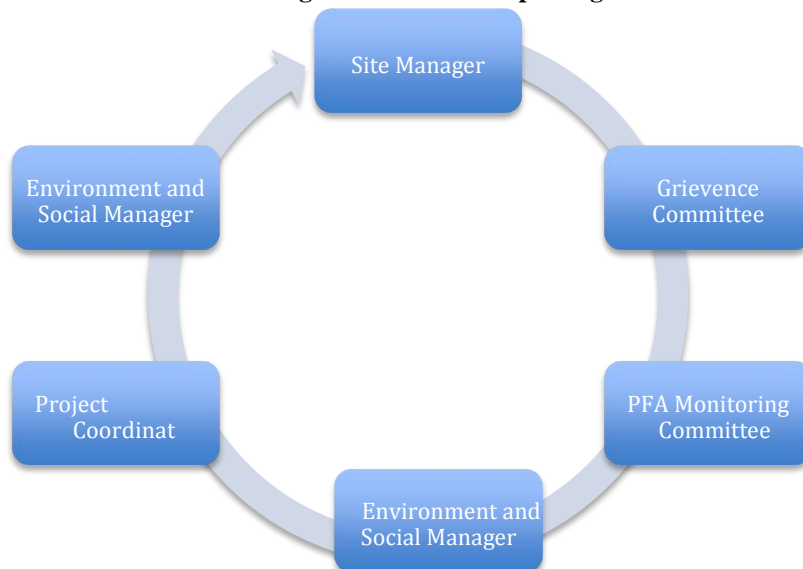 Site Manager
Environment and
Social Manager
Grievence
Committee
Project
Coordinat
PFA Monitoring
Committee
Environment and
Social Manager